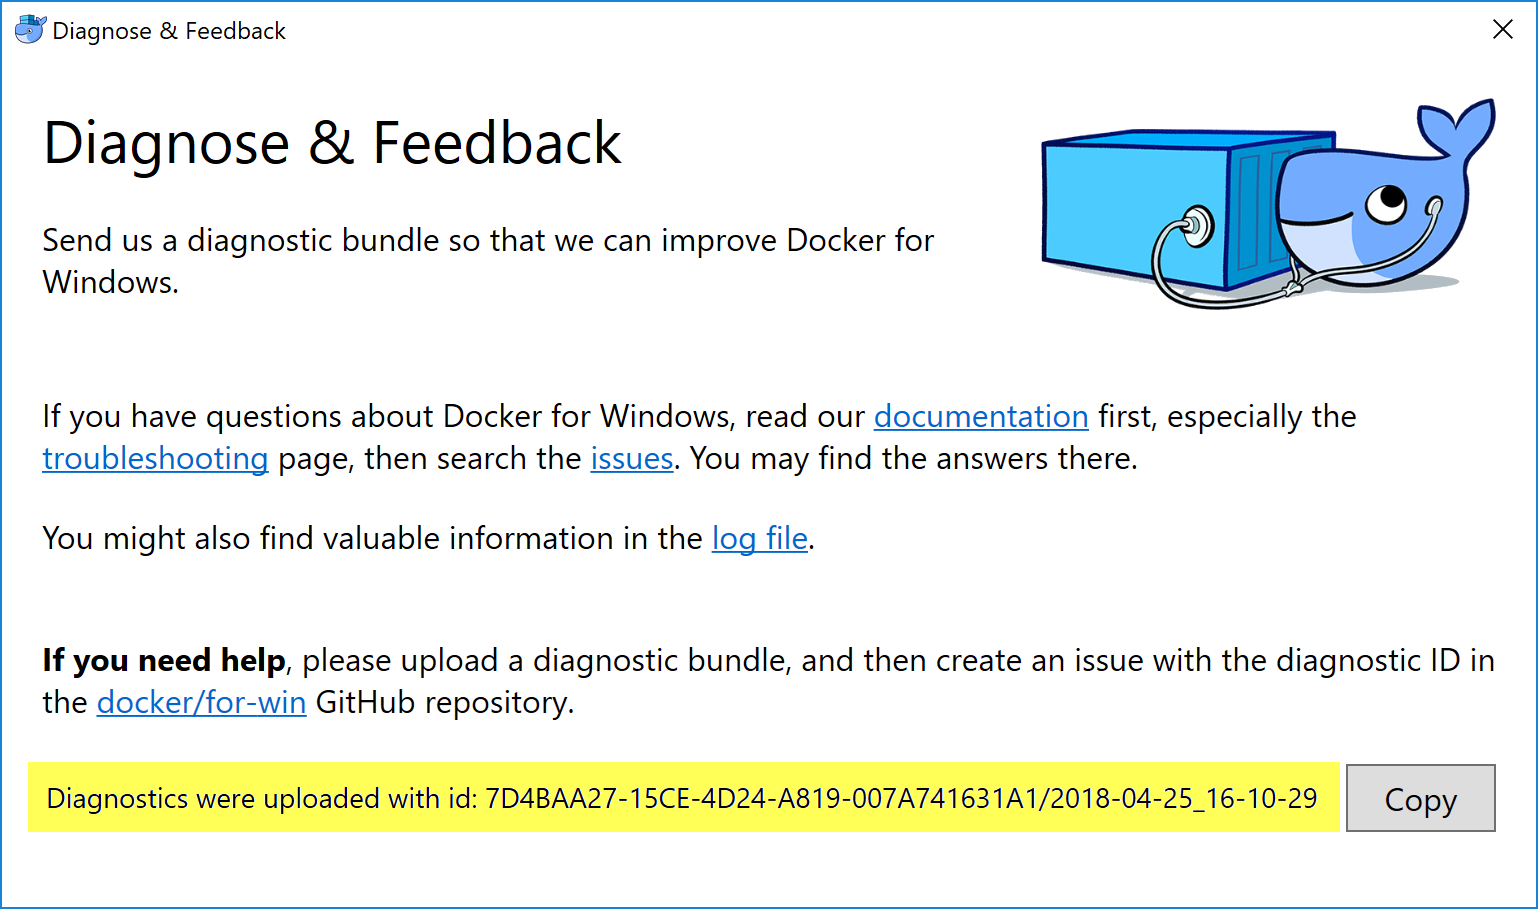 Diagnose & Feedback
Diagnose & Feedback
Send us a diagnostic bundle so that we can improve Docker for
Windows.
If you have questions about Docker for Windows, read our documentation first, especially the
troubleshooting page, then search the issues. You may find the answers there.
You might also find valuable information in the log file.
If you need help, please upload a diagnostic bundle, and then create an issue with the diagnostic ID in
the docker/for-win GitHub repository.
Diagnostics were uploaded with id: 7D4BAA27-15CE-4D24-A819-007A741631A1/2018-04-25_16-10-29
Copy